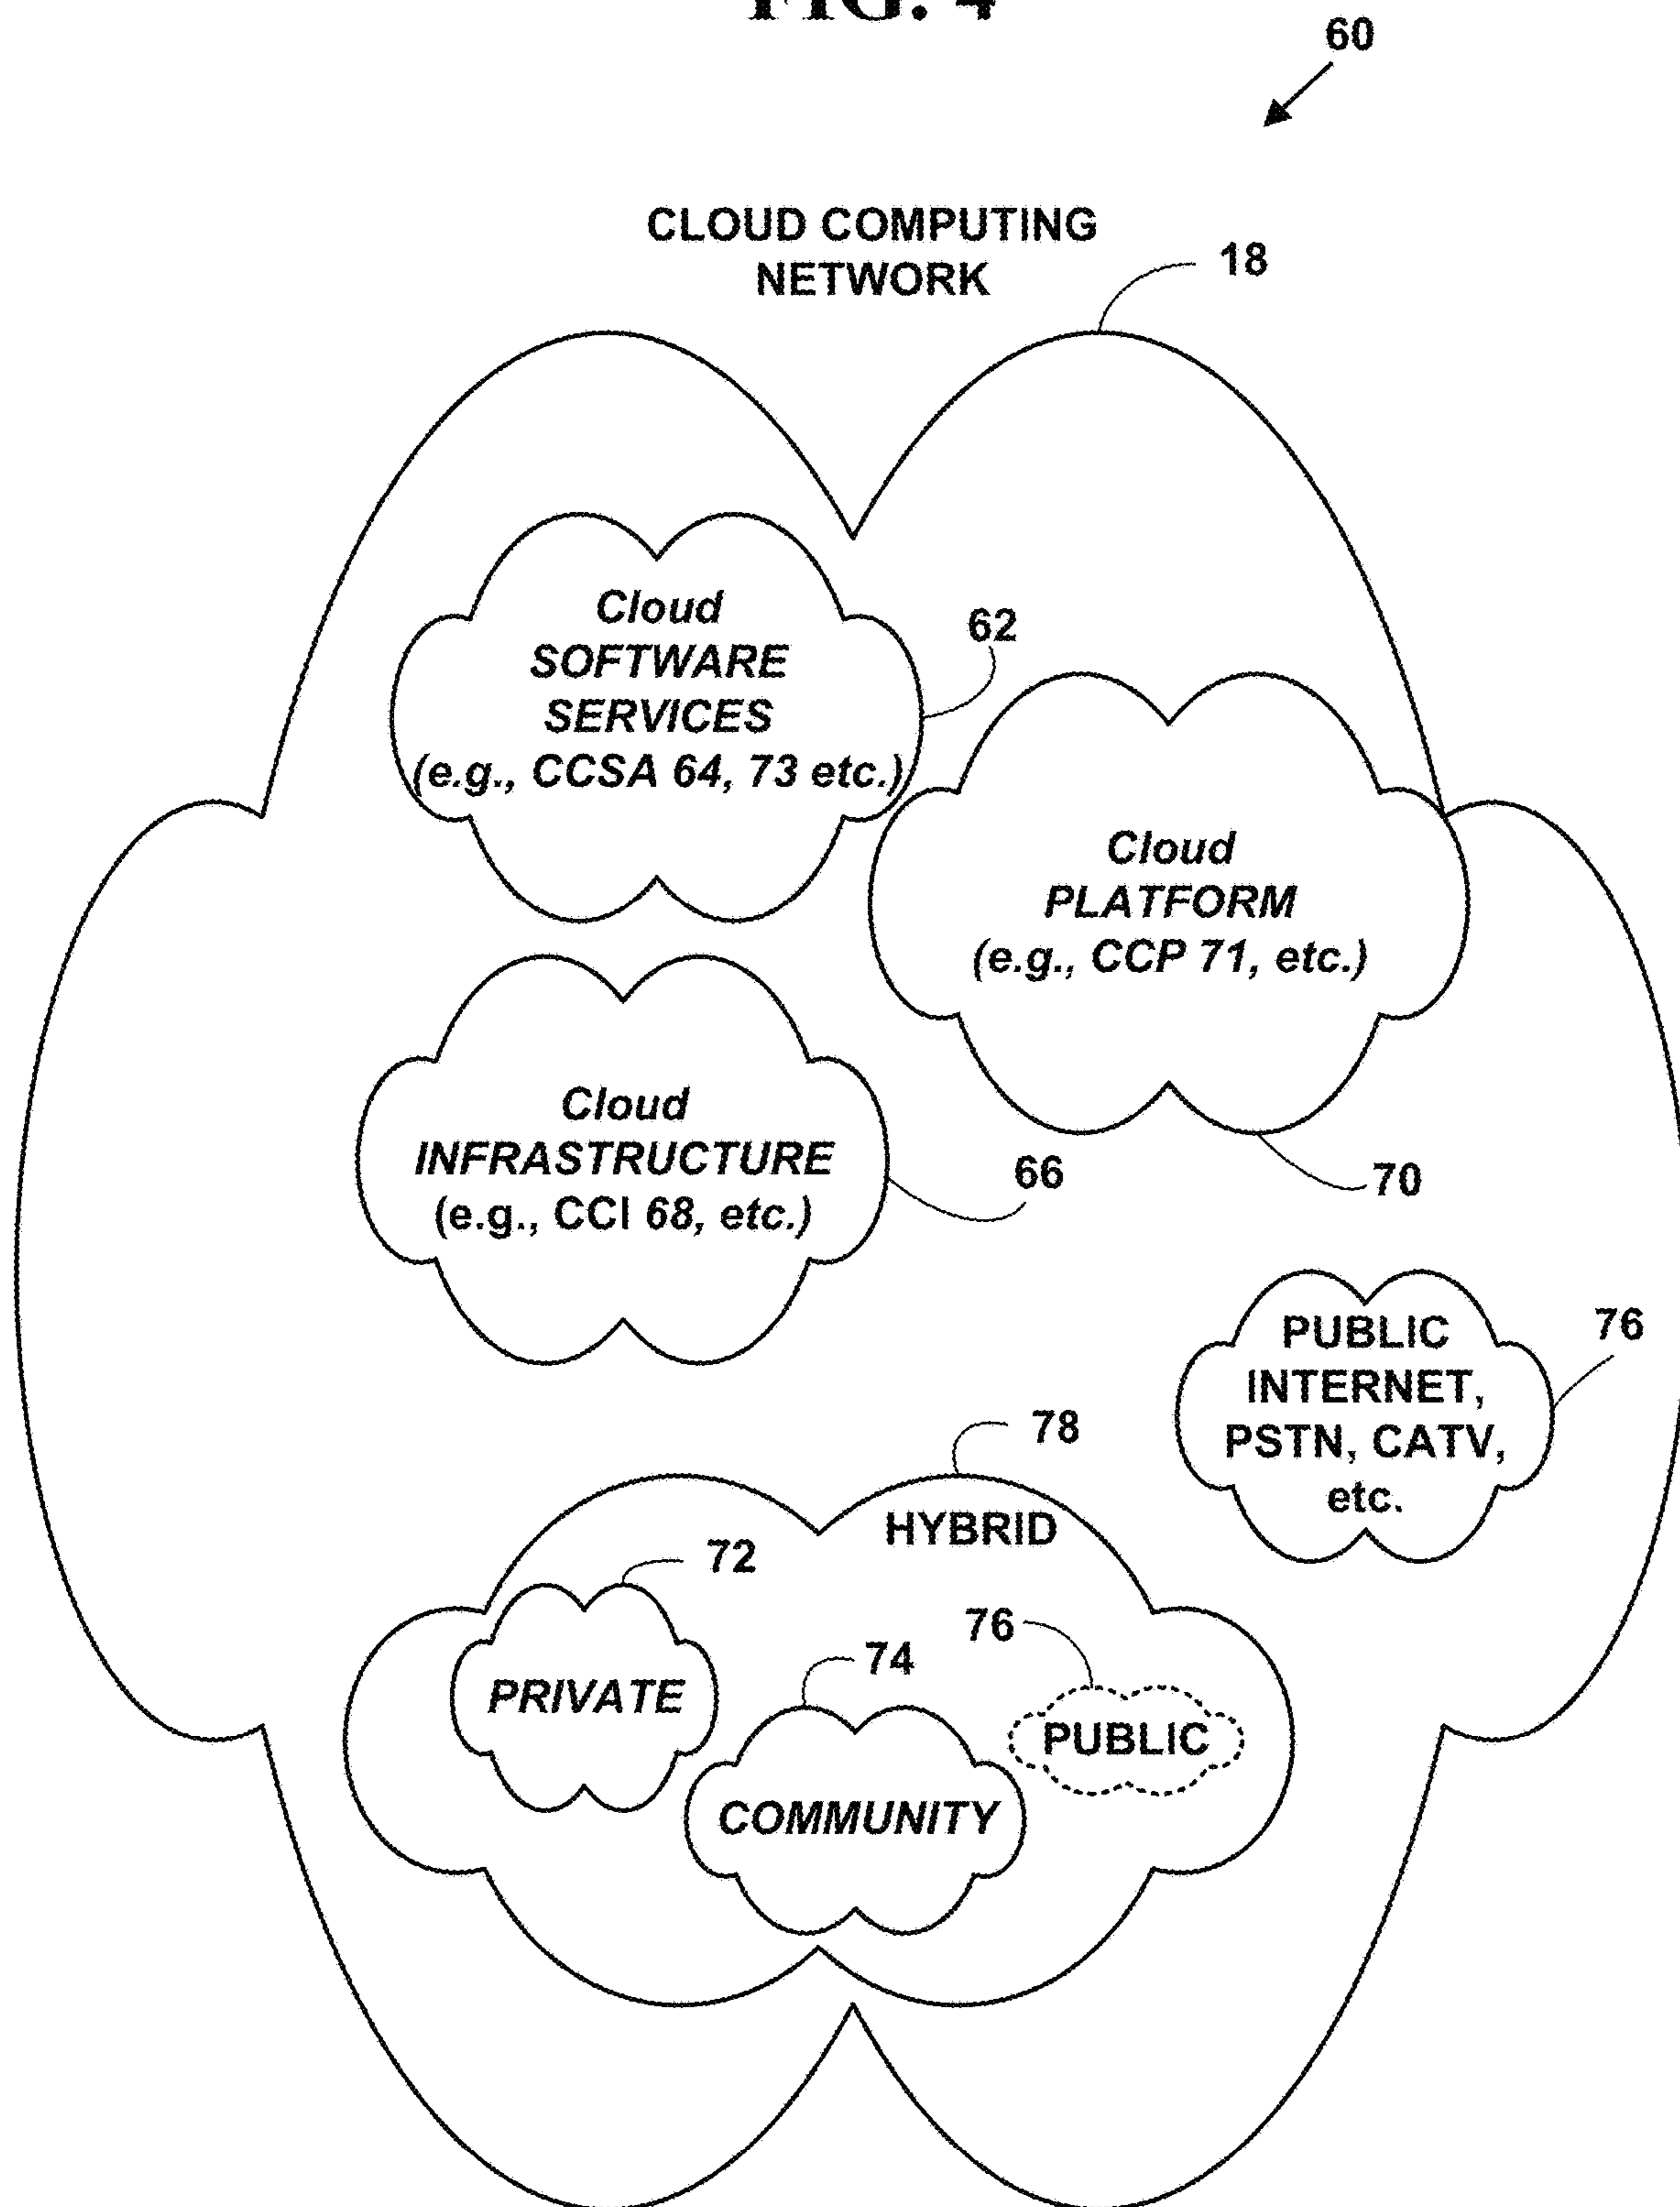 FIG. 4
60
CLOUD COMPUTING
NETWORK
18
Cloud
SOFTWARE
SERVICES
(e.g., CCSA 64, 73 etc.)
62
Cloud
PLATFORM
(e.g., CCP 71, etc.)
70
Cloud
INFRASTRUCTURE
(e.g., CCI 68, etc.)
66
PUBLIC
INTERNET,
PSTN, CATV,
etc.
76
78
HYBRID
72
PRIVATE
74
COMMUNITY
76
PUBLIC